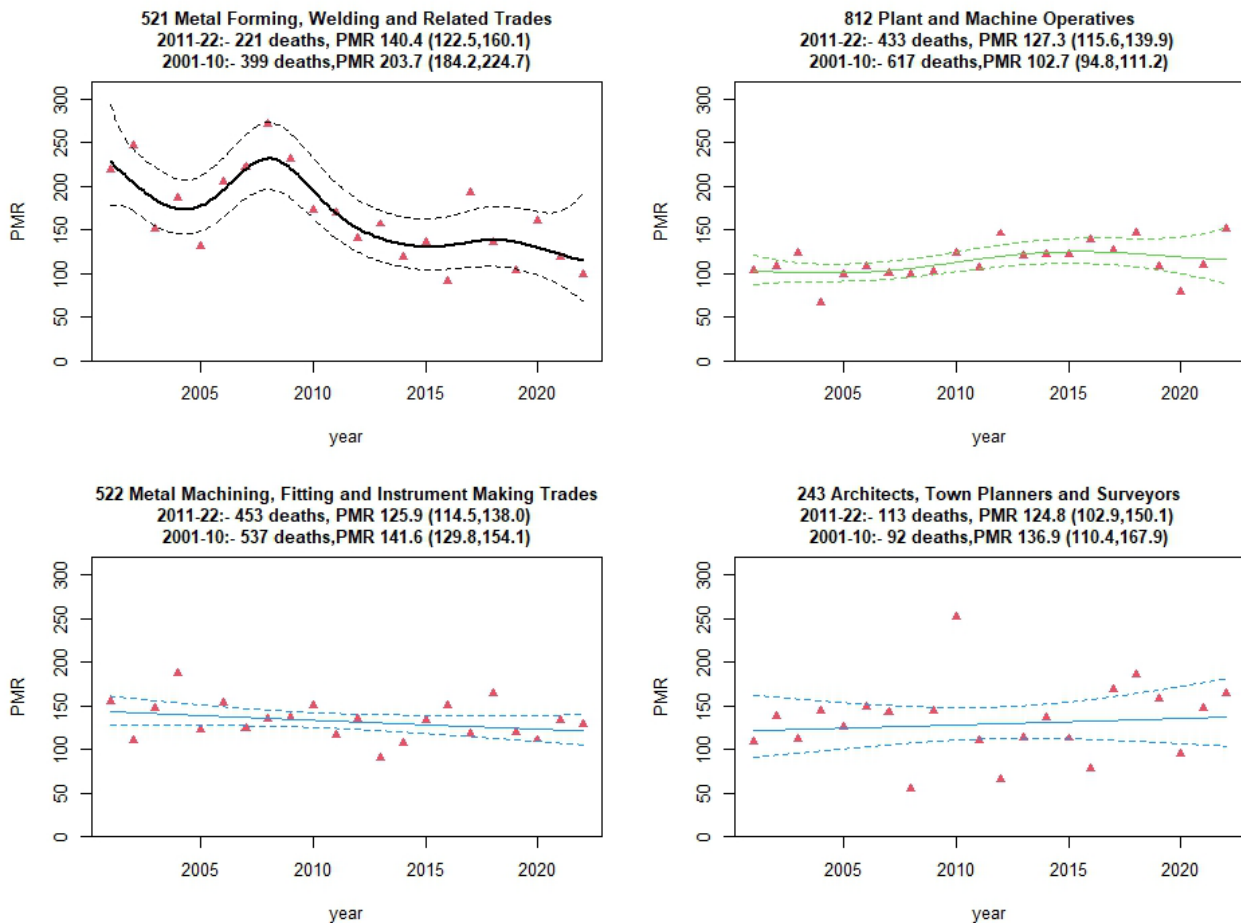 521 Metal Forming, Welding and Related Trades
2011-22:- 221 deaths, PMR 140.4 (122.5,160.1)
2001-10:- 399 deaths,PMR 203.7 (184.2,224.7)
300
250
200
150
100
50
0
PMR
2005 2010 2015 2020
year
812 Plant and Machine Operatives
2011-22:- 433 deaths, PMR 127.3 (115.6,139.9)
2001-10:- 617 deaths,PMR 102.7 (94.8,111.2)
300
250
200
150
100
50
0
PMR
2005 2010 2015 2020
year
522 Metal Machining, Fitting and Instrument Making Trades
2011-22:- 453 deaths, PMR 125.9 (114.5,138.0)
2001-10:- 537 deaths,PMR 141.6 (129.8,154.1)
300
250
200
150
100
50
0
PMR
2005 2010 2015 2020
year
243 Architects, Town Planners and Surveyors
2011-22:- 113 deaths, PMR 124.8 (102.9,150.1)
2001-10:- 92 deaths,PMR 136.9 (110.4,167.9)
300
250
200
150
100
50
0
PMR
2005 2010 2015 2020
year